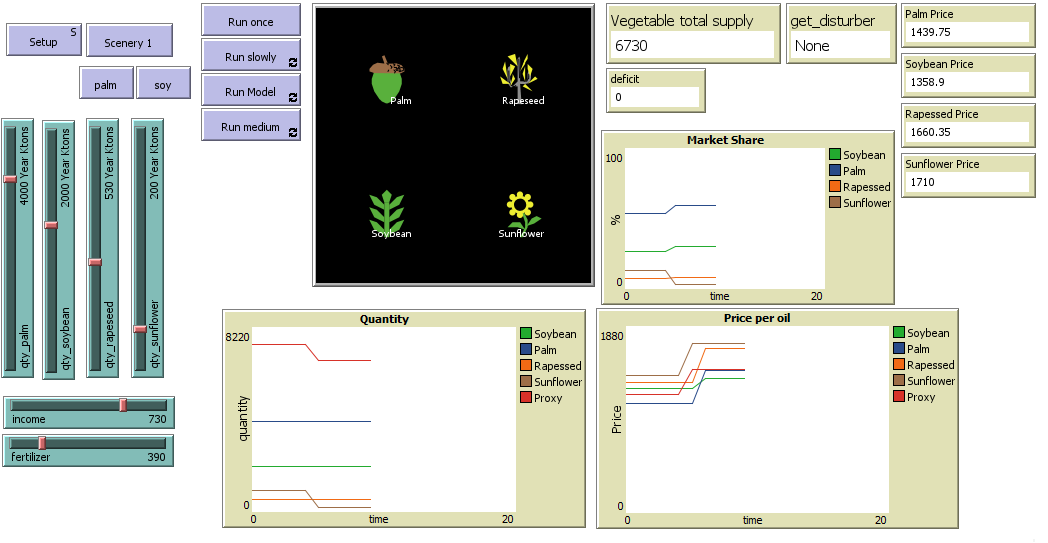 Setup
S
Scenery 1
palm
soy
Run once
Run slowly
Run Model
Run medium
4000 Year Ktons
qty_palm
2000 Year Ktons
qty_soybean
530 Year Ktons
qty_rapeseed
200 Year Ktons
qty_sunflower
income
730
fertilizer
390
Palm
Rapeseed
Soybean
Sunflower
Vegetable total supply
6730
get_disturber
None
deficit
0
Palm Price
1439.75
Soybean Price
1358.9
Rapessed Price
1660.35
Sunflower Price
1710
Market Share
100
%
0
0
time
20
Soybean
Palm
Rapessed
Sunflower
Quantity
8220
quantity
0
0
time
20
Soybean
Palm
Rapessed
Sunflower
Proxy
Price per oil
1880
Price
0
0
time
20
Soybean
Palm
Rapessed
Sunflower
Proxy